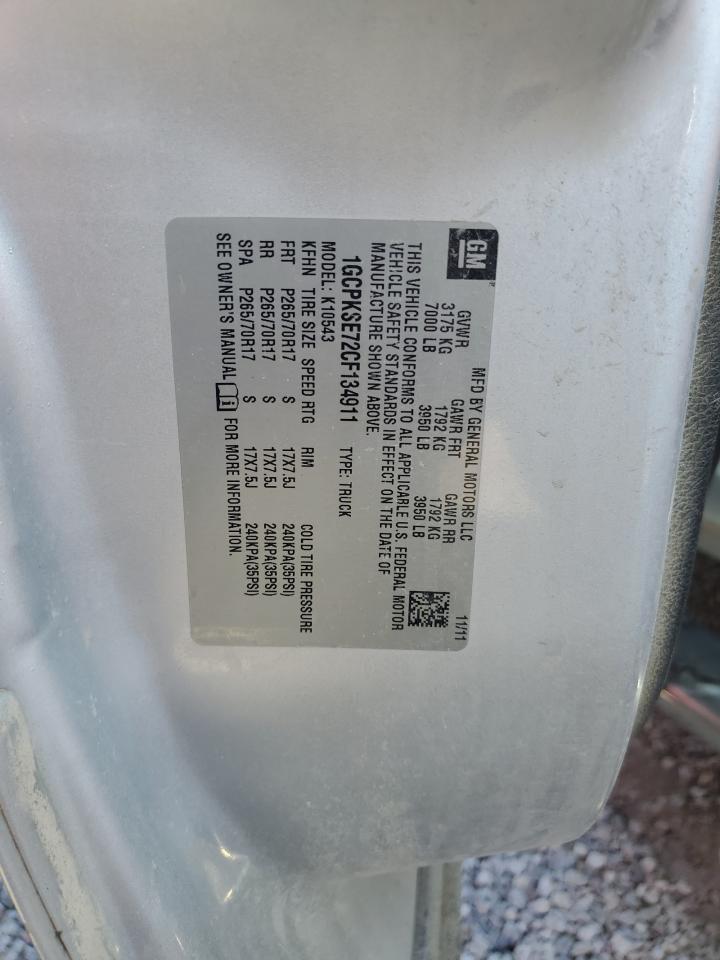 GM
MFD BY GENERAL MOTORS LLC 11/11
GVWR GAWR FRT GAWR RR
3175 KG 1792 KG 1792 KG
7000 LB 3950 LB 3950 LB
THIS VEHICLE CONFORMS TO ALL APPLICABLE U.S. FEDERAL MOTOR
VEHICLE SAFETY STANDARDS IN EFFECT ON THE DATE OF
MANUFACTURE SHOWN ABOVE.
1GCPKSE72CF134911 TYPE: TRUCK
MODEL: K10543
KFHN TIRE SIZE SPEED RTG RIM COLD TIRE PRESSURE
FRT P265/70R17 S 17X7.5J 240KPA(35PSI)
RR P265/70R17 S 17X7.5J 240KPA(35PSI)
SPA P265/70R17 S 17X7.5J 240KPA(35PSI)
SEE OWNER'S MANUAL i FOR MORE INFORMATION.